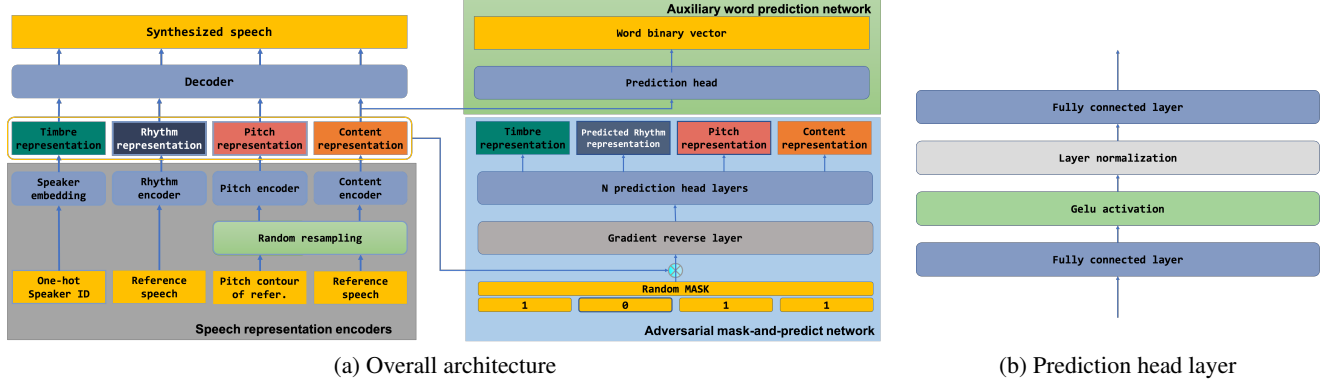 Synthesized speech
Decoder
Timbre
representation
Rhythm
representation
Pitch
representation
Content
representation
Speaker
embedding
Rhythm
encoder
Pitch encoder
Content
encoder
Random resampling
One-hot
Speaker ID
Reference
speech
Pitch contour
of refer.
Reference
speech
Speech representation encoders
Auxiliary word prediction network
Word binary vector
Prediction head
Timbre
representation
Predicted Rhythm
representation
Pitch
representation
Content
representation
N prediction head layers
Gradient reverse layer
Random MASK
1 0 1 1
Adversarial mask-and-predict network
(a) Overall architecture
Fully connected layer
Layer normalization
Gelu activation
Fully connected layer
(b) Prediction head layer